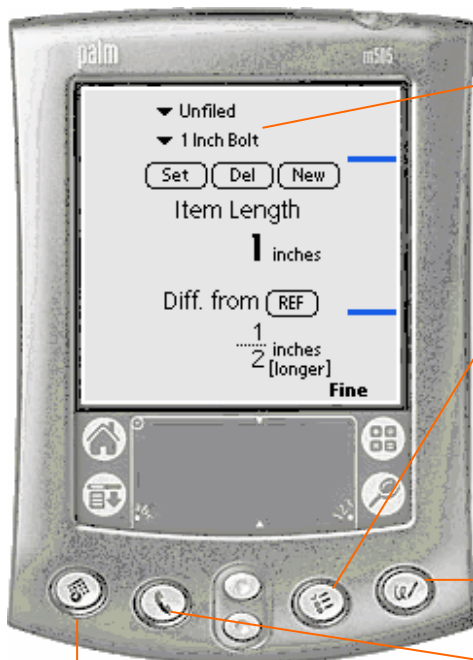 palm m505
Unfiled
1 Inch Bolt
Set Del New
Item Length
1 inches
Diff. from REF
1
2 inches
[longer]
Fine